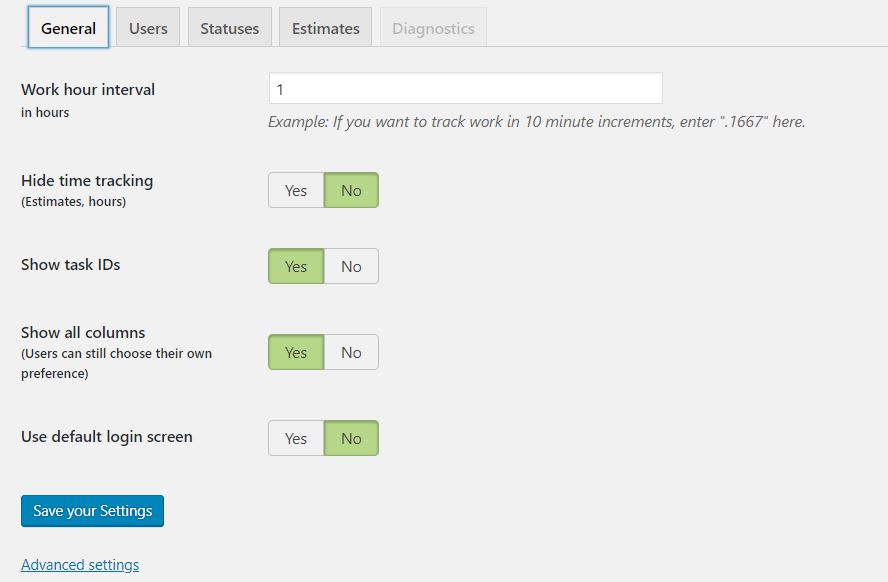 General Users Statuses Estimates Diagnostics
Work hour interval
in hours
1
Example: If you want to track work in 10 minute increments, enter ".1667" here.
Hide time tracking
(Estimates, hours)
Yes No
Show task IDs
Yes No
Show all columns
(Users can still choose their own
preference)
Yes No
Use default login screen
Yes No
Save your Settings
Advanced settings